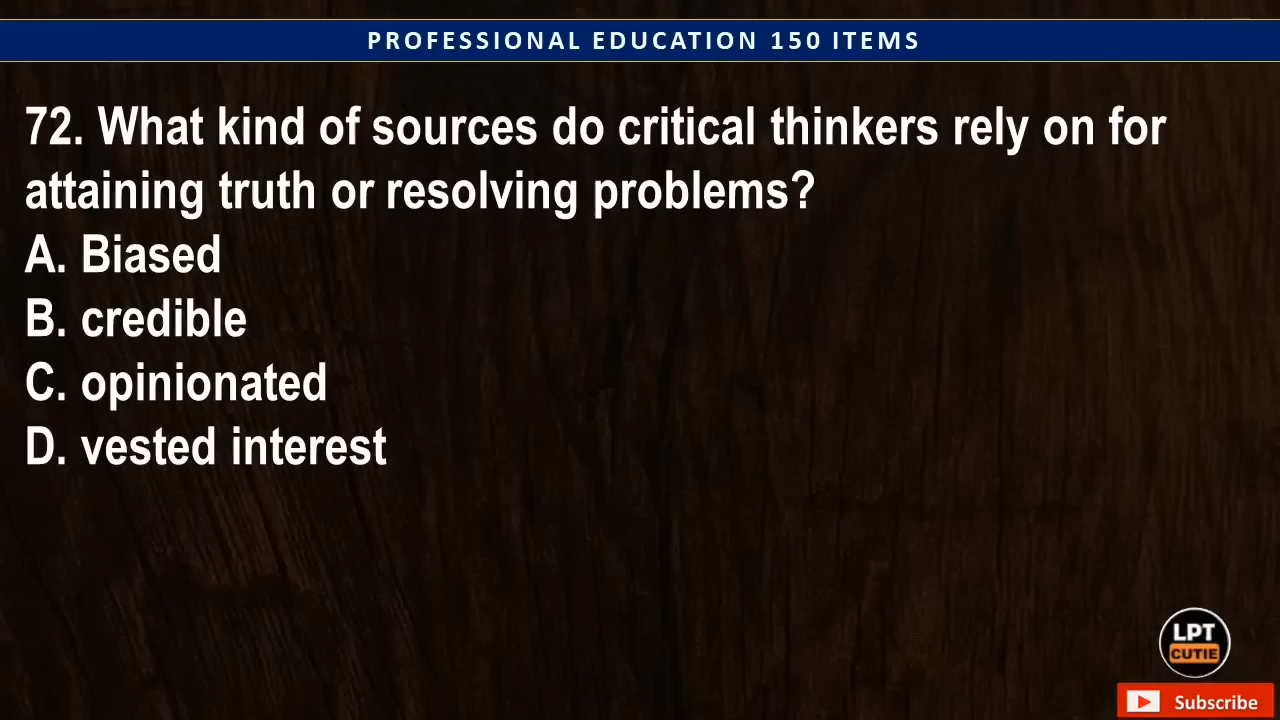 PROFESSIONAL EDUCATION 150 ITEMS
72. What kind of sources do critical thinkers rely on for
attaining truth or resolving problems?
A. Biased
B. credible
C. opinionated
D. vested interest
LPT
CUTIE
Subscribe